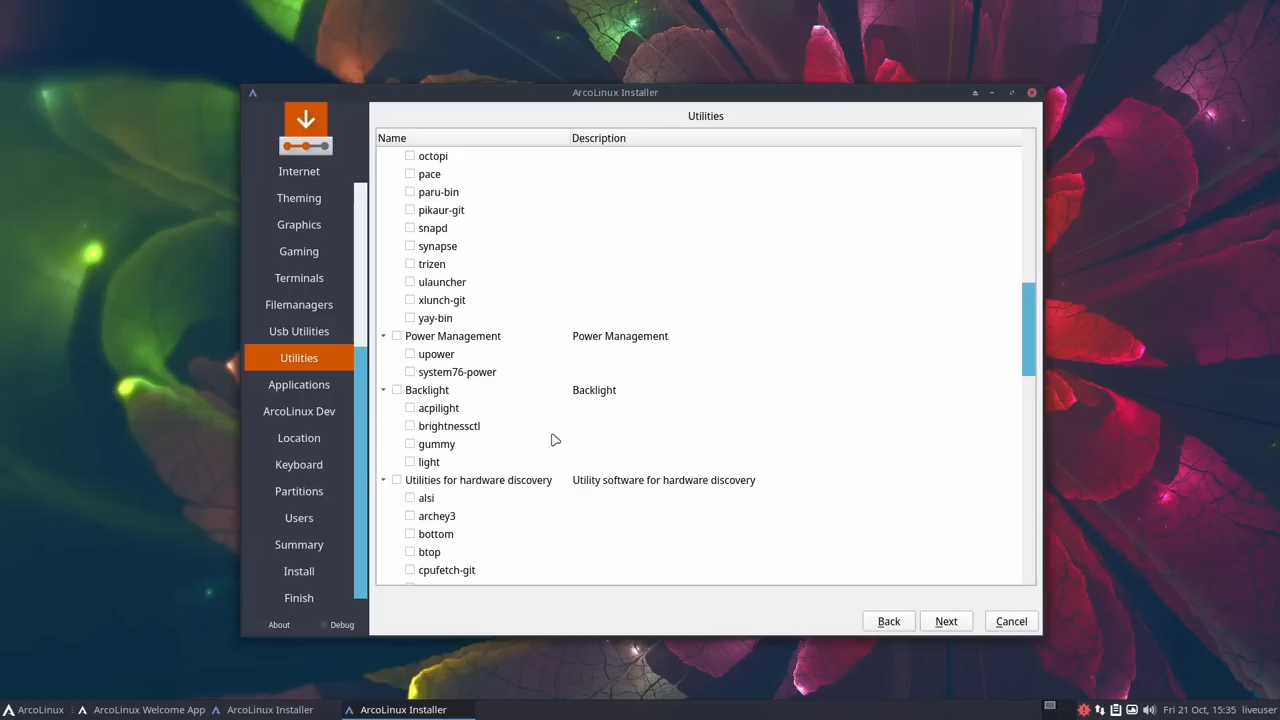 ArcoLinux Installer
Internet
Theming
Graphics
Gaming
Terminals
Filemanagers
Usb Utilities
Utilities
Applications
ArcoLinux Dev
Location
Keyboard
Partitions
Users
Summary
Install
Finish
About
Debug
Utilities
Name
Description
octopi
pace
paru-bin
pikaur-git
snapd
synapse
trizen
ulauncher
xlunch-git
yay-bin
Power Management Power Management
upower
system76-power
Backlight Backlight
acpilight
brightnessctl
gummy
light
Utilities for hardware discovery Utility software for hardware discovery
alsi
archey3
bottom
btop
cpufetch-git
Back
Next
Cancel
ArcoLinux
ArcoLinux Welcome App
ArcoLinux Installer
ArcoLinux Installer
Fri 21 Oct, 15:35
liveuser